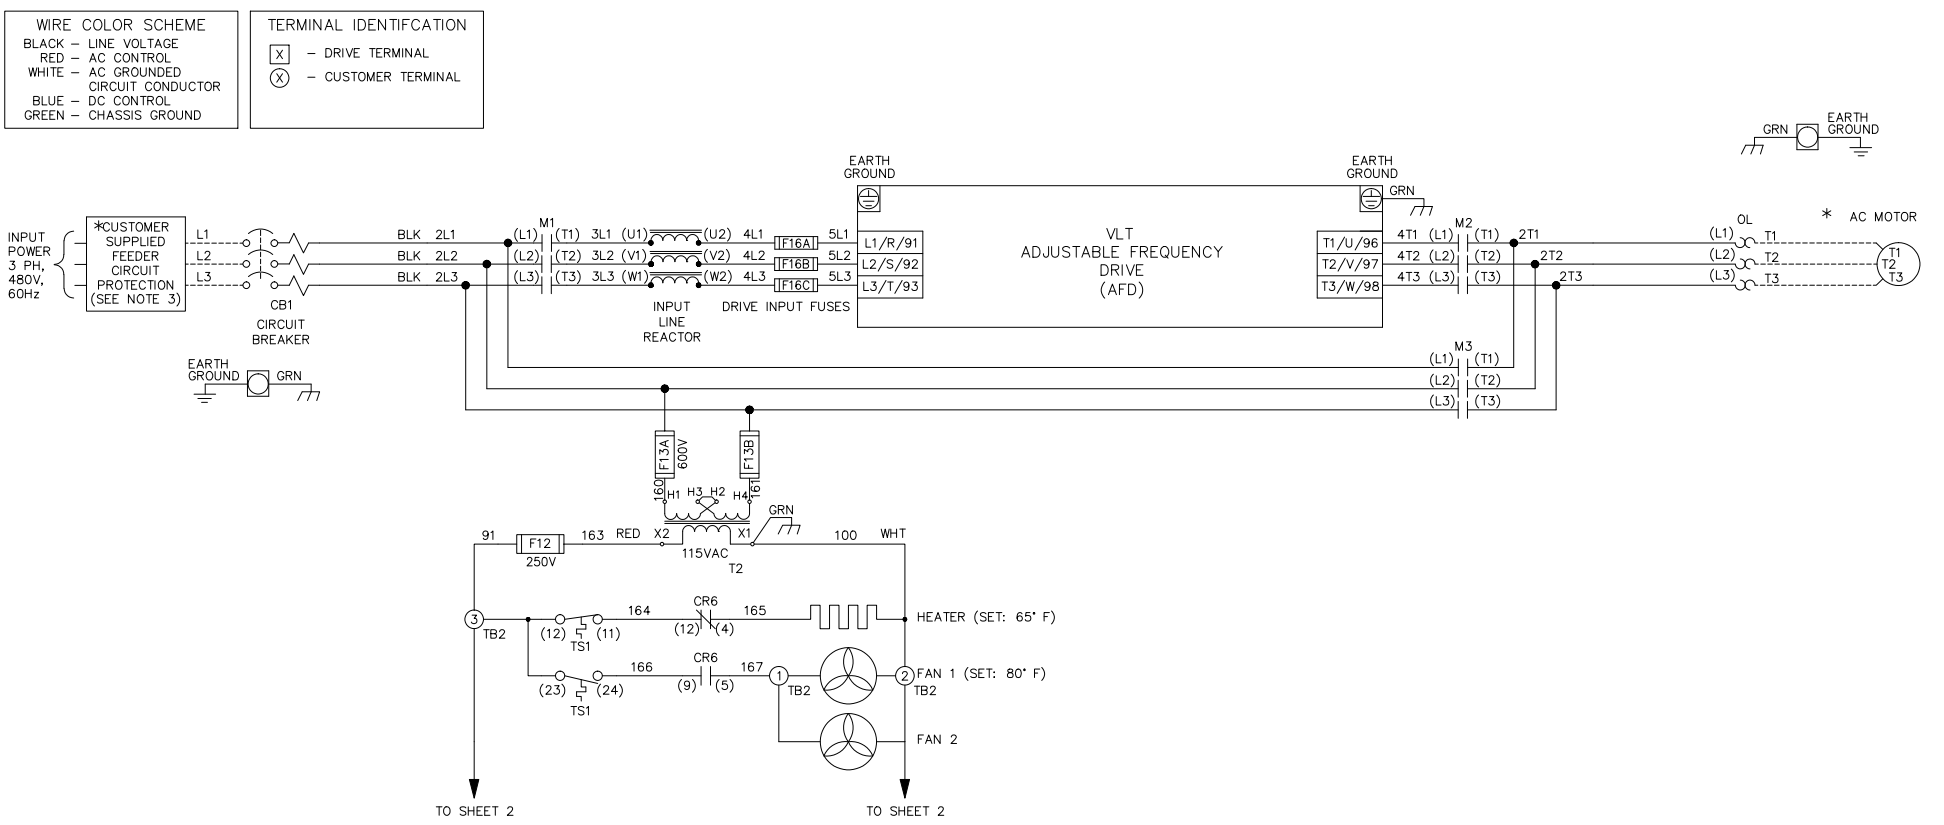 WIRE COLOR SCHEME
BLACK – LINE VOLTAGE
RED – AC CONTROL
WHITE – AC GROUNDED
CIRCUIT CONDUCTOR
BLUE – DC CONTROL
GREEN – CHASSIS GROUND
TERMINAL IDENTIFCATION
X – DRIVE TERMINAL
X – CUSTOMER TERMINAL
GRN
EARTH
GROUND
INPUT
POWER
3 PH,
480V,
60Hz
*CUSTOMER
SUPPLIED
FEEDER
CIRCUIT
PROTECTION
(SEE NOTE 3)
L1
L2
L3
CB1
CIRCUIT
BREAKER
EARTH
GROUND
GRN
BLK 2L1
BLK 2L2
BLK 2L3
M1
(L1) (T1) 3L1 (U1) (U2) 4L1 F16A 5L1
(L2) (T2) 3L2 (V1) (V2) 4L2 F16B 5L2
(L3) (T3) 3L3 (W1) (W2) 4L3 F16C 5L3
INPUT
LINE
REACTOR
DRIVE INPUT FUSES
EARTH
GROUND
L1/R/91
L2/S/92
L3/T/93
VLT
ADJUSTABLE FREQUENCY
DRIVE
(AFD)
EARTH
GROUND
GRN
T1/U/96
T2/V/97
T3/W/98
M2
4T1 (L1) (T1) 2T1
4T2 (L2) (T2) 2T2
4T3 (L3) (T3) 2T3
OL
(L1) T1
(L2) T2
(L3) T3
* AC MOTOR
T1
T2
T3
M3
(L1) (T1)
(L2) (T2)
(L3) (T3)
F13A
600V
F13B
160
161
H1 H3 H2 H4
GRN
91 F12 163 RED X2 X1 100 WHT
250V
115VAC
T2
3
TB2
(12) (11)
TS1
164
CR6
(12) (4)
165
HEATER (SET: 65° F)
(23) (24)
TS1
166
CR6
(9) (5)
167
1
TB2
2
TB2
FAN 1 (SET: 80° F)
FAN 2
TO SHEET 2
TO SHEET 2